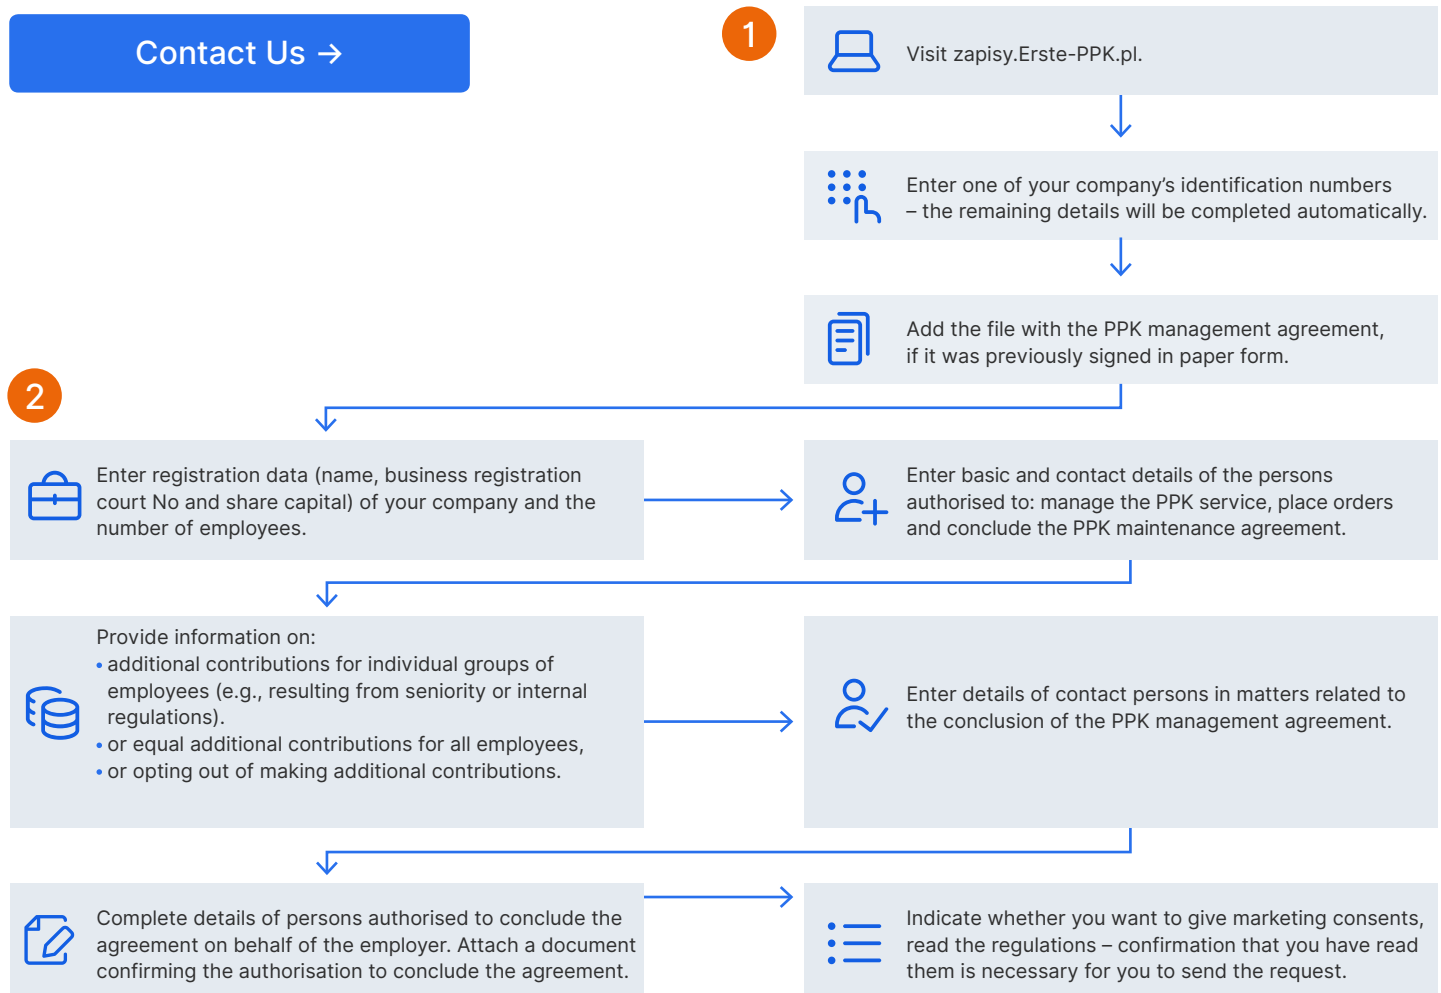 Contact Us →
1
Visit zapisy.Erste-PPK.pl.
Enter one of your company’s identification numbers
– the remaining details will be completed automatically.
Add the file with the PPK management agreement,
if it was previously signed in paper form.
2
Enter registration data (name, business registration
court No and share capital) of your company and the
number of employees.
Enter basic and contact details of the persons
authorised to: manage the PPK service, place orders
and conclude the PPK maintenance agreement.
Provide information on:
• additional contributions for individual groups of
employees (e.g., resulting from seniority or internal
regulations).
• or equal additional contributions for all employees,
• or opting out of making additional contributions.
Enter details of contact persons in matters related to
the conclusion of the PPK management agreement.
Complete details of persons authorised to conclude the
agreement on behalf of the employer. Attach a document
confirming the authorisation to conclude the agreement.
Indicate whether you want to give marketing consents,
read the regulations – confirmation that you have read
them is necessary for you to send the request.